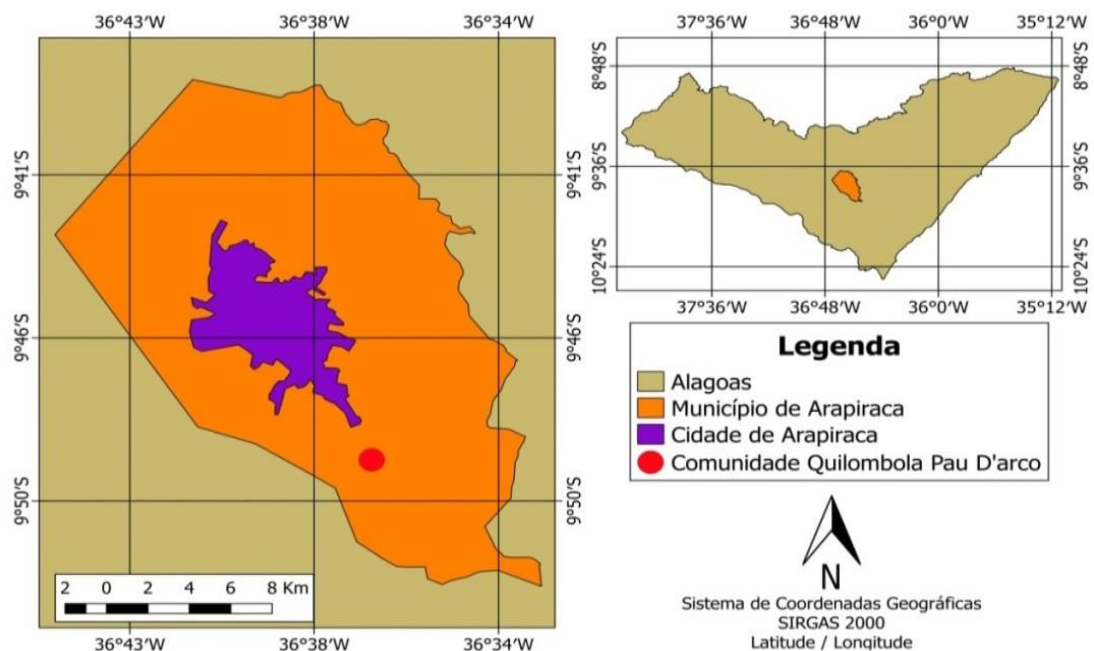 36°43'W 36°38'W 36°34'W
9°41'S 9°41'S
9°46'S 9°46'S
9°50'S 9°50'S
2 0 2 4 6 8 Km
36°43'W 36°38'W 36°34'W
37°36'W 36°48'W 36°0'W 35°12'W
8°48'S 8°48'S
9°36'S 9°36'S
10°24'S 10°24'S
37°36'W 36°48'W 36°0'W 35°12'W
Legenda
Alagoas
Município de Arapiraca
Cidade de Arapiraca
Comunidade Quilombola Pau D'arco
N
Sistema de Coordenadas Geográficas
SIRGAS 2000
Latitude / Longitude